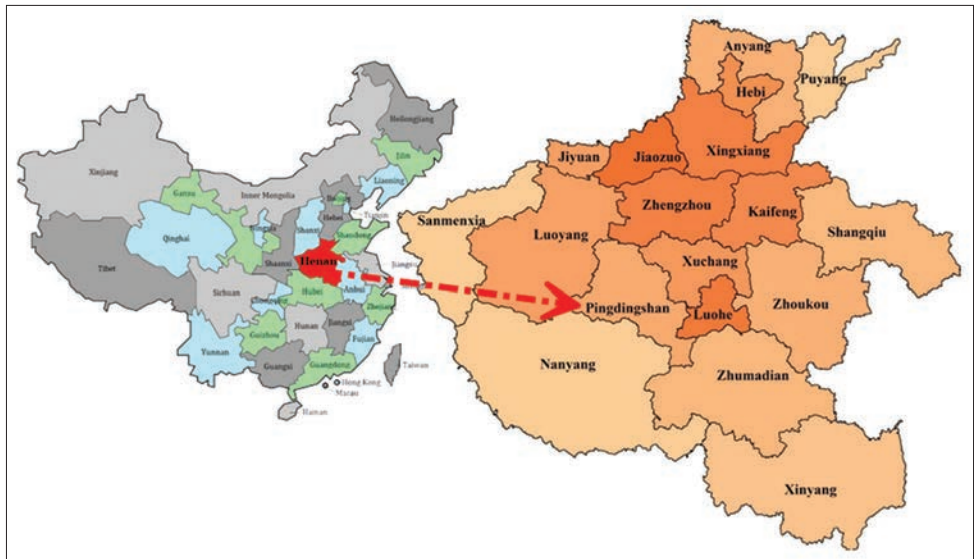 Heilongjiang
Jilin
Xinjiang
Liaoning
Inner Mongolia
Gansu
Beijing
Tianjin
Hebei
Shanxi
Ningxia
Shandong
Qinghai
Henan
Shaanxi
Jiangsu
Tibet
Anhui
Sichuan
Hubei
Chongqing
Zhejiang
Hunan
Jiangxi
Guizhou
Fujian
Yunnan
Guangxi
Guangdong
Taiwan
Hong Kong
Macau
Hainan
Anyang
Puyang
Hebi
Jiyuan
Jiaozuo
Xingxiang
Sanmenxia
Zhengzhou
Kaifeng
Luoyang
Shangqiu
Xuchang
Pingdingshan
Luohe
Zhoukou
Nanyang
Zhumadian
Xinyang